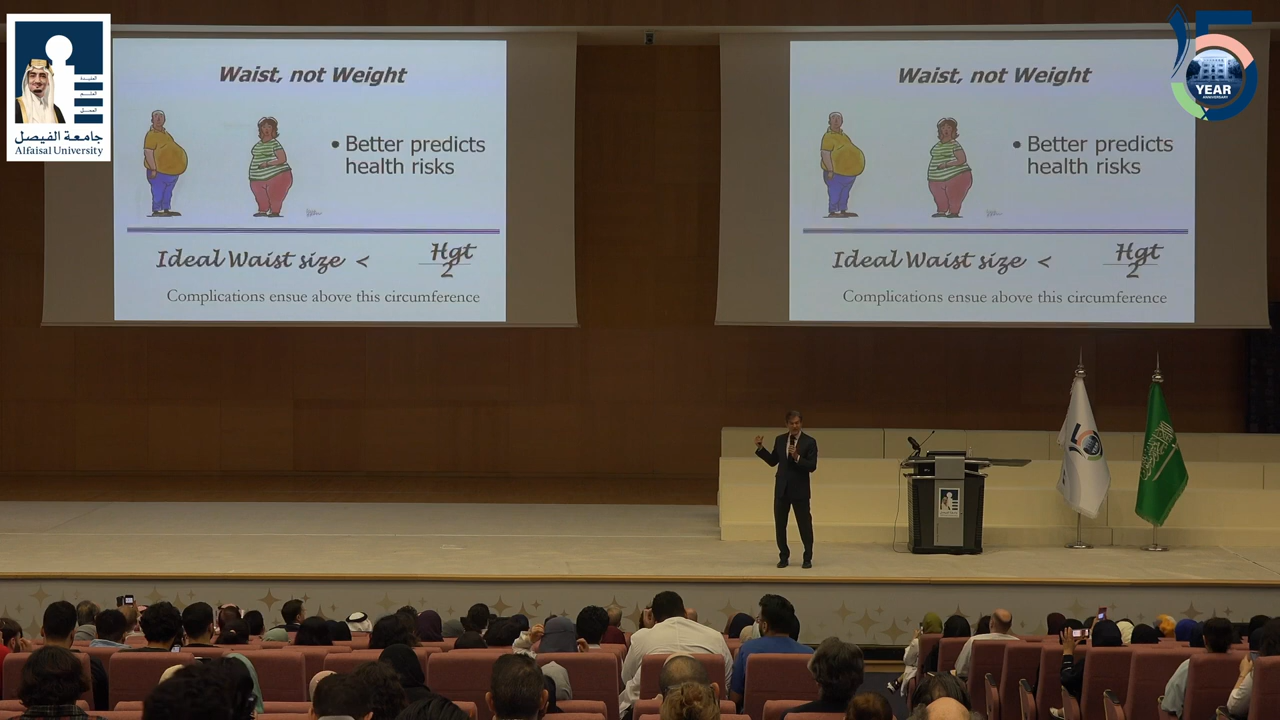 جامعة الفيصل
Alfaisal University
Waist, not Weight
• Better predicts
health risks
Ideal Waist size <
Hgt
2
Complications ensue above this circumference
Waist, not Weight
• Better predicts
health risks
Ideal Waist size <
Hgt
2
Complications ensue above this circumference
15
YEAR
ANNIVERSARY